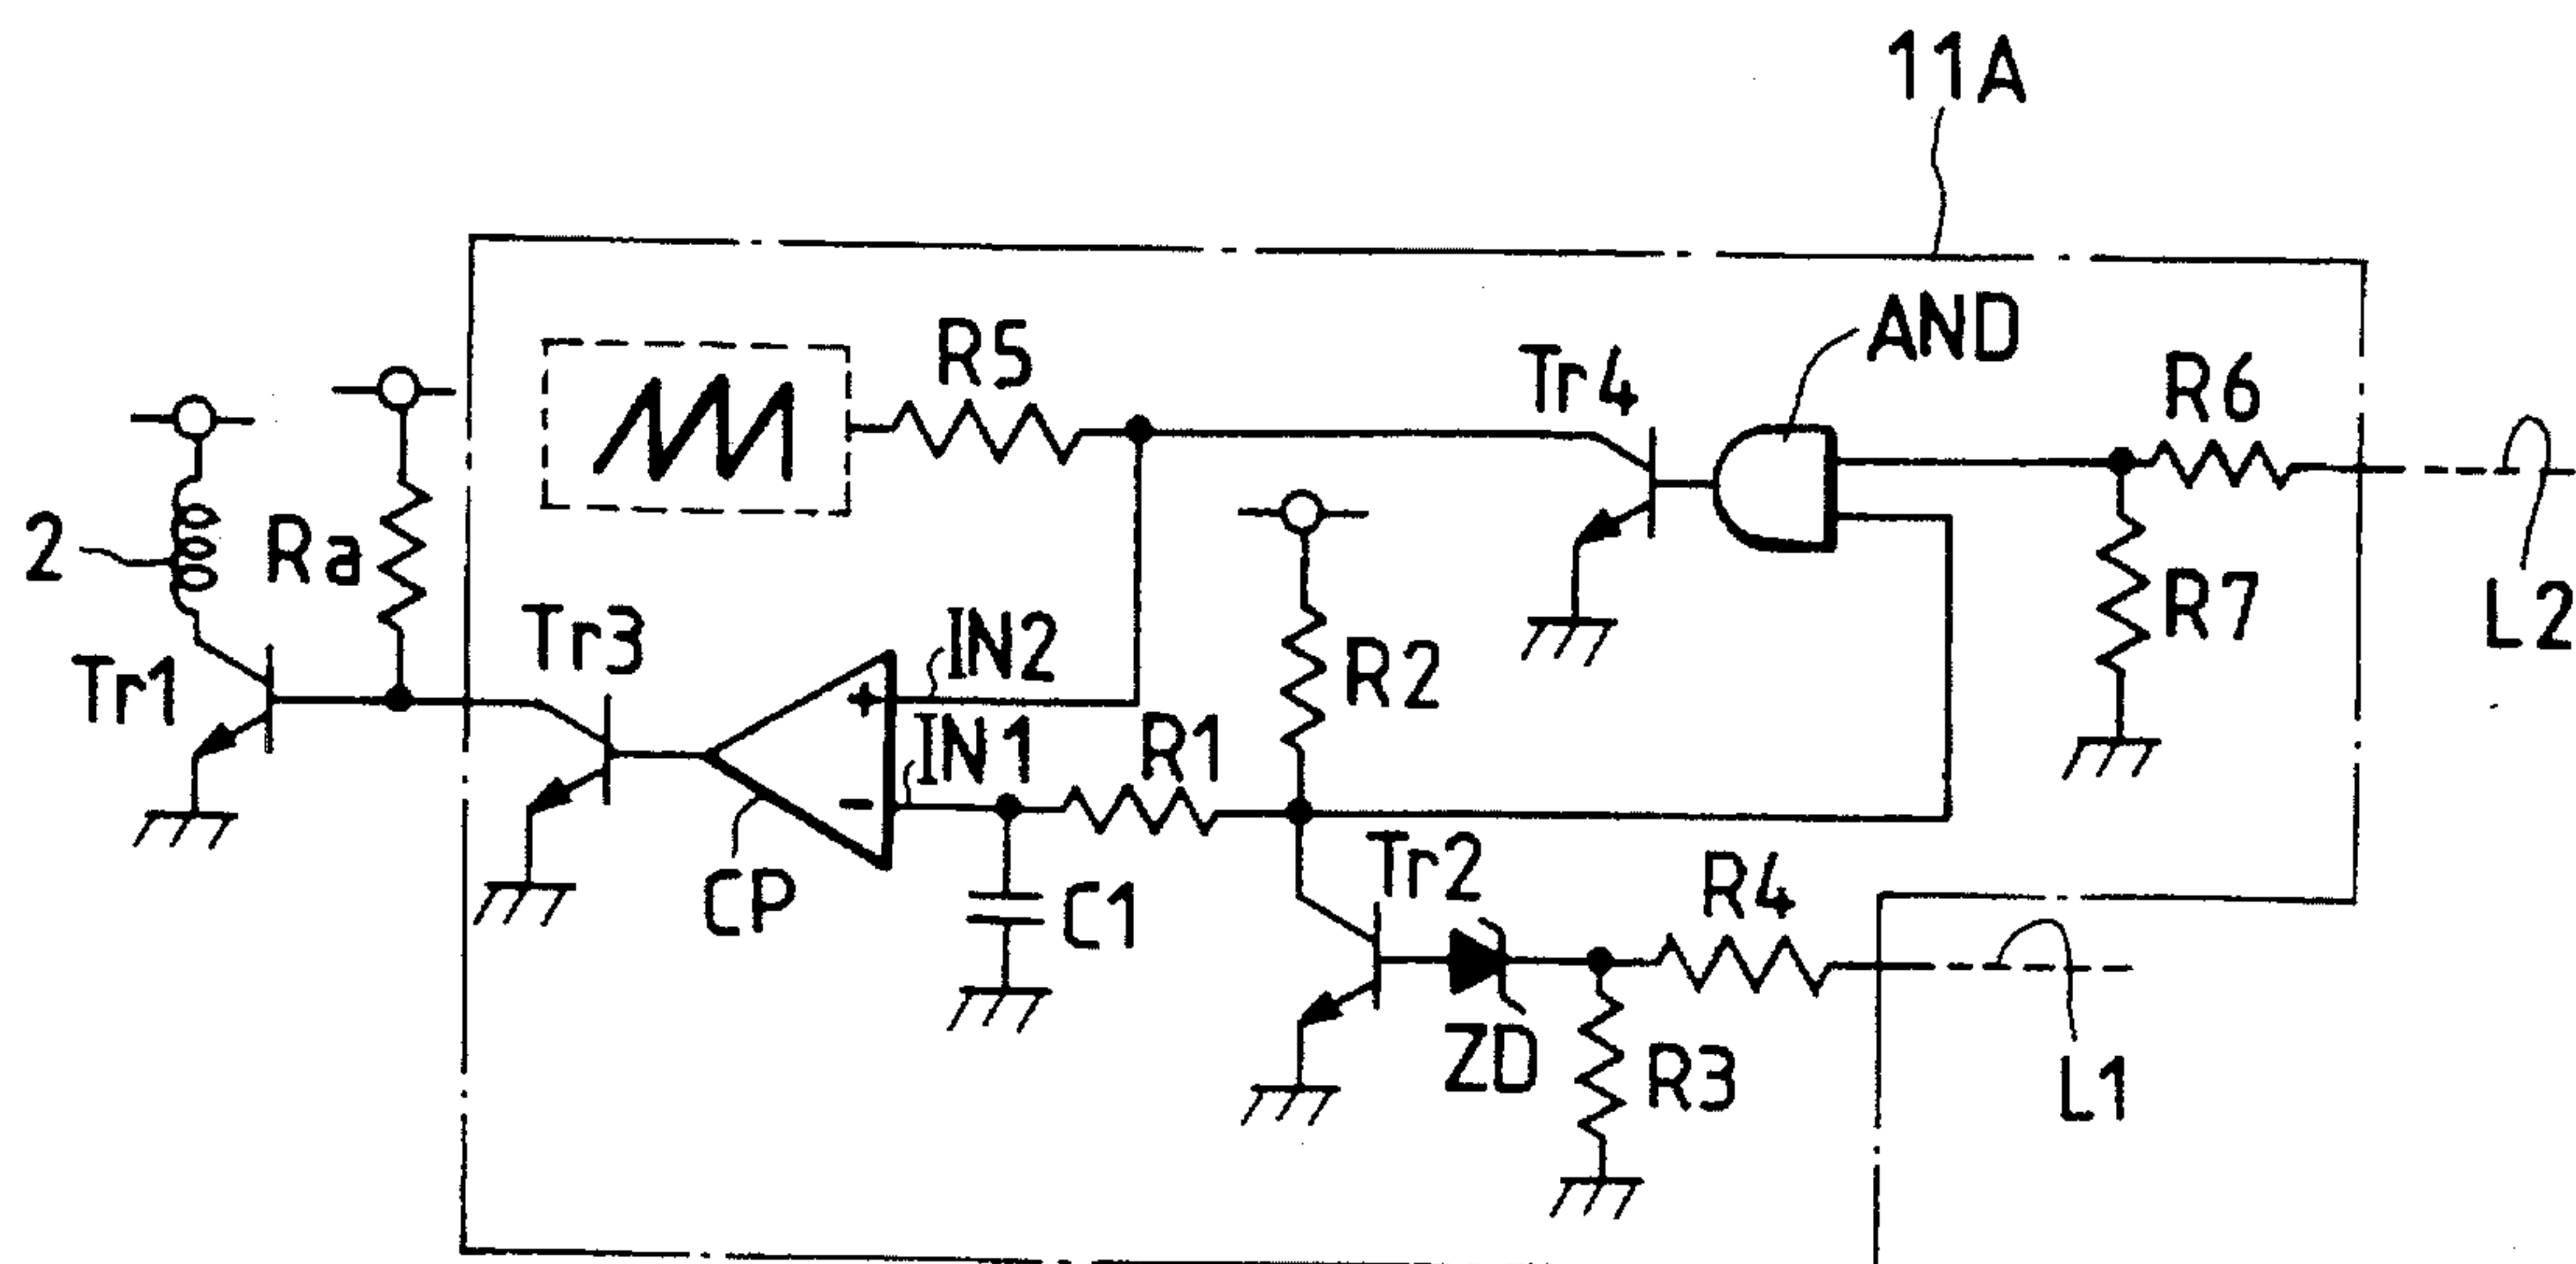 11A
AND
R5
Tr4
R6
2
Ra
R7
L2
Tr3
IN2
R2
Tr1
IN1
R1
+
-
CP
C1
Tr2
R4
ZD
R3
L1